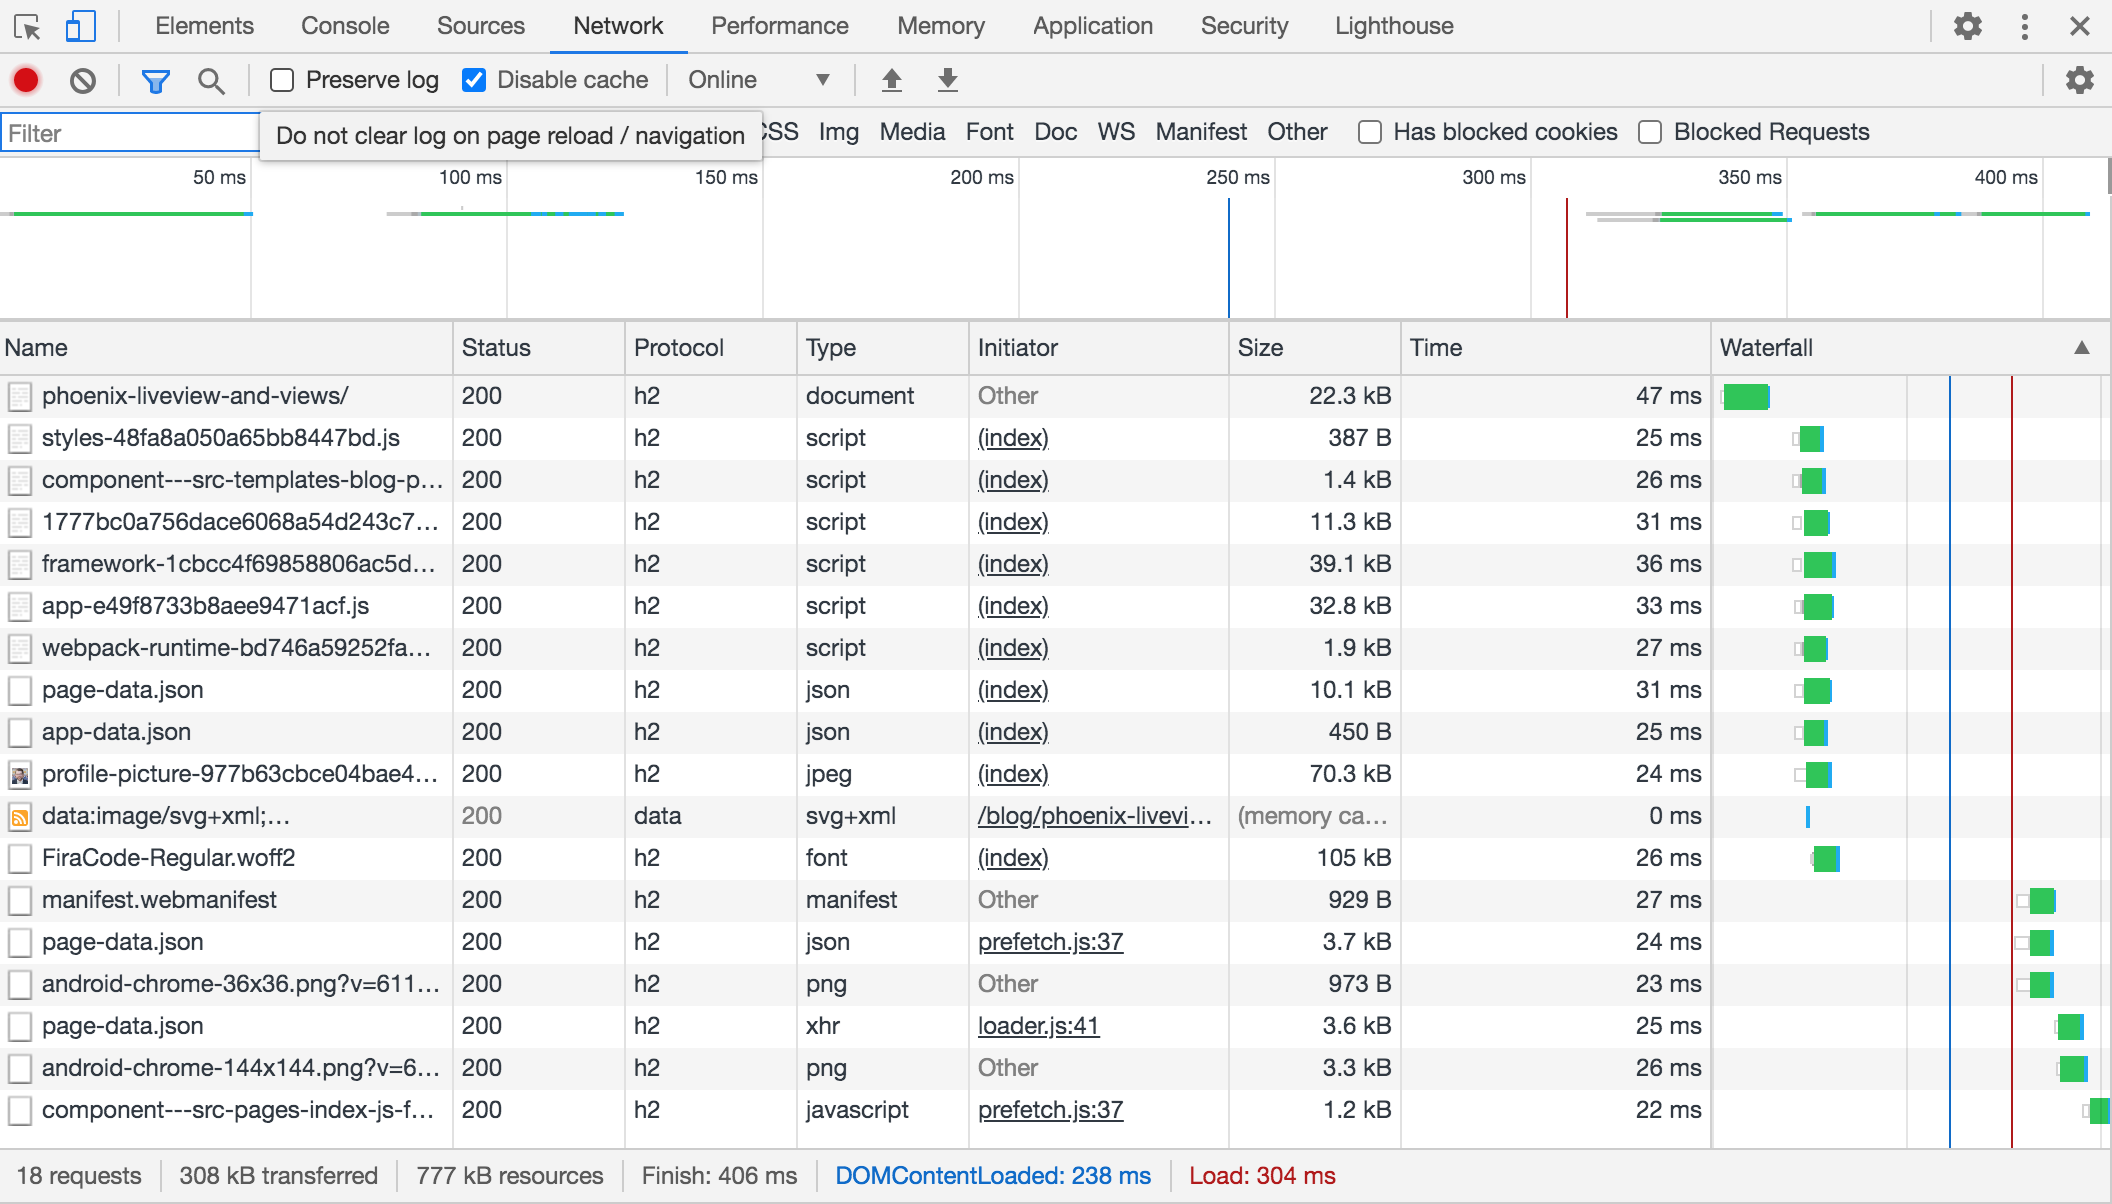 Elements Console Sources Network Performance Memory Application Security Lighthouse
Preserve log Disable cache Online
Filter Do not clear log on page reload / navigation CSS Img Media Font Doc WS Manifest Other Has blocked cookies Blocked Requests
50 ms 100 ms 150 ms 200 ms 250 ms 300 ms 350 ms 400 ms
Name Status Protocol Type Initiator Size Time Waterfall
phoenix-liveview-and-views/ 200 h2 document Other 22.3 kB 47 ms
styles-48fa8a050a65bb8447bd.js 200 h2 script (index) 387 B 25 ms
component---src-templates-blog-p... 200 h2 script (index) 1.4 kB 26 ms
1777bc0a756dace6068a54d243c7... 200 h2 script (index) 11.3 kB 31 ms
framework-1cbcc4f69858806ac5d... 200 h2 script (index) 39.1 kB 36 ms
app-e49f8733b8aee9471acf.js 200 h2 script (index) 32.8 kB 33 ms
webpack-runtime-bd746a59252fa... 200 h2 script (index) 1.9 kB 27 ms
page-data.json 200 h2 json (index) 10.1 kB 31 ms
app-data.json 200 h2 json (index) 450 B 25 ms
profile-picture-977b63cbce04bae4... 200 h2 jpeg (index) 70.3 kB 24 ms
data:image/svg+xml;... 200 data svg+xml /blog/phoenix-livevi... (memory ca... 0 ms
FiraCode-Regular.woff2 200 h2 font (index) 105 kB 26 ms
manifest.webmanifest 200 h2 manifest Other 929 B 27 ms
page-data.json 200 h2 json prefetch.js:37 3.7 kB 24 ms
android-chrome-36x36.png?v=611... 200 h2 png Other 973 B 23 ms
page-data.json 200 h2 xhr loader.js:41 3.6 kB 25 ms
android-chrome-144x144.png?v=6... 200 h2 png Other 3.3 kB 26 ms
component---src-pages-index-js-f... 200 h2 javascript prefetch.js:37 1.2 kB 22 ms
18 requests 308 kB transferred 777 kB resources Finish: 406 ms DOMContentLoaded: 238 ms Load: 304 ms